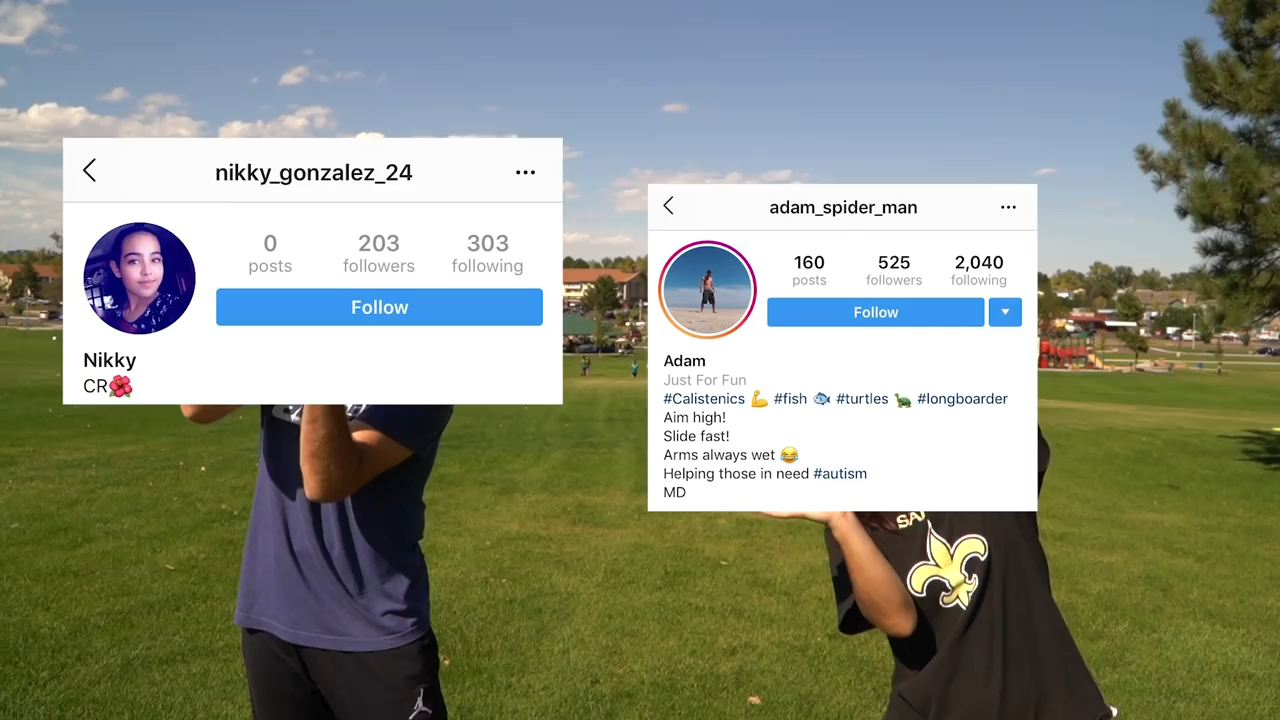 nikky_gonzalez_24
0 203 303
posts followers following
Follow
Nikky
CR🌺
adam_spider_man
160 525 2,040
posts followers following
Follow
Adam
Just For Fun
#Calistenics 💪 #fish 🐟 #turtles 🐢 #longboarder
Aim high!
Slide fast!
Arms always wet 😂
Helping those in need #autism
MD